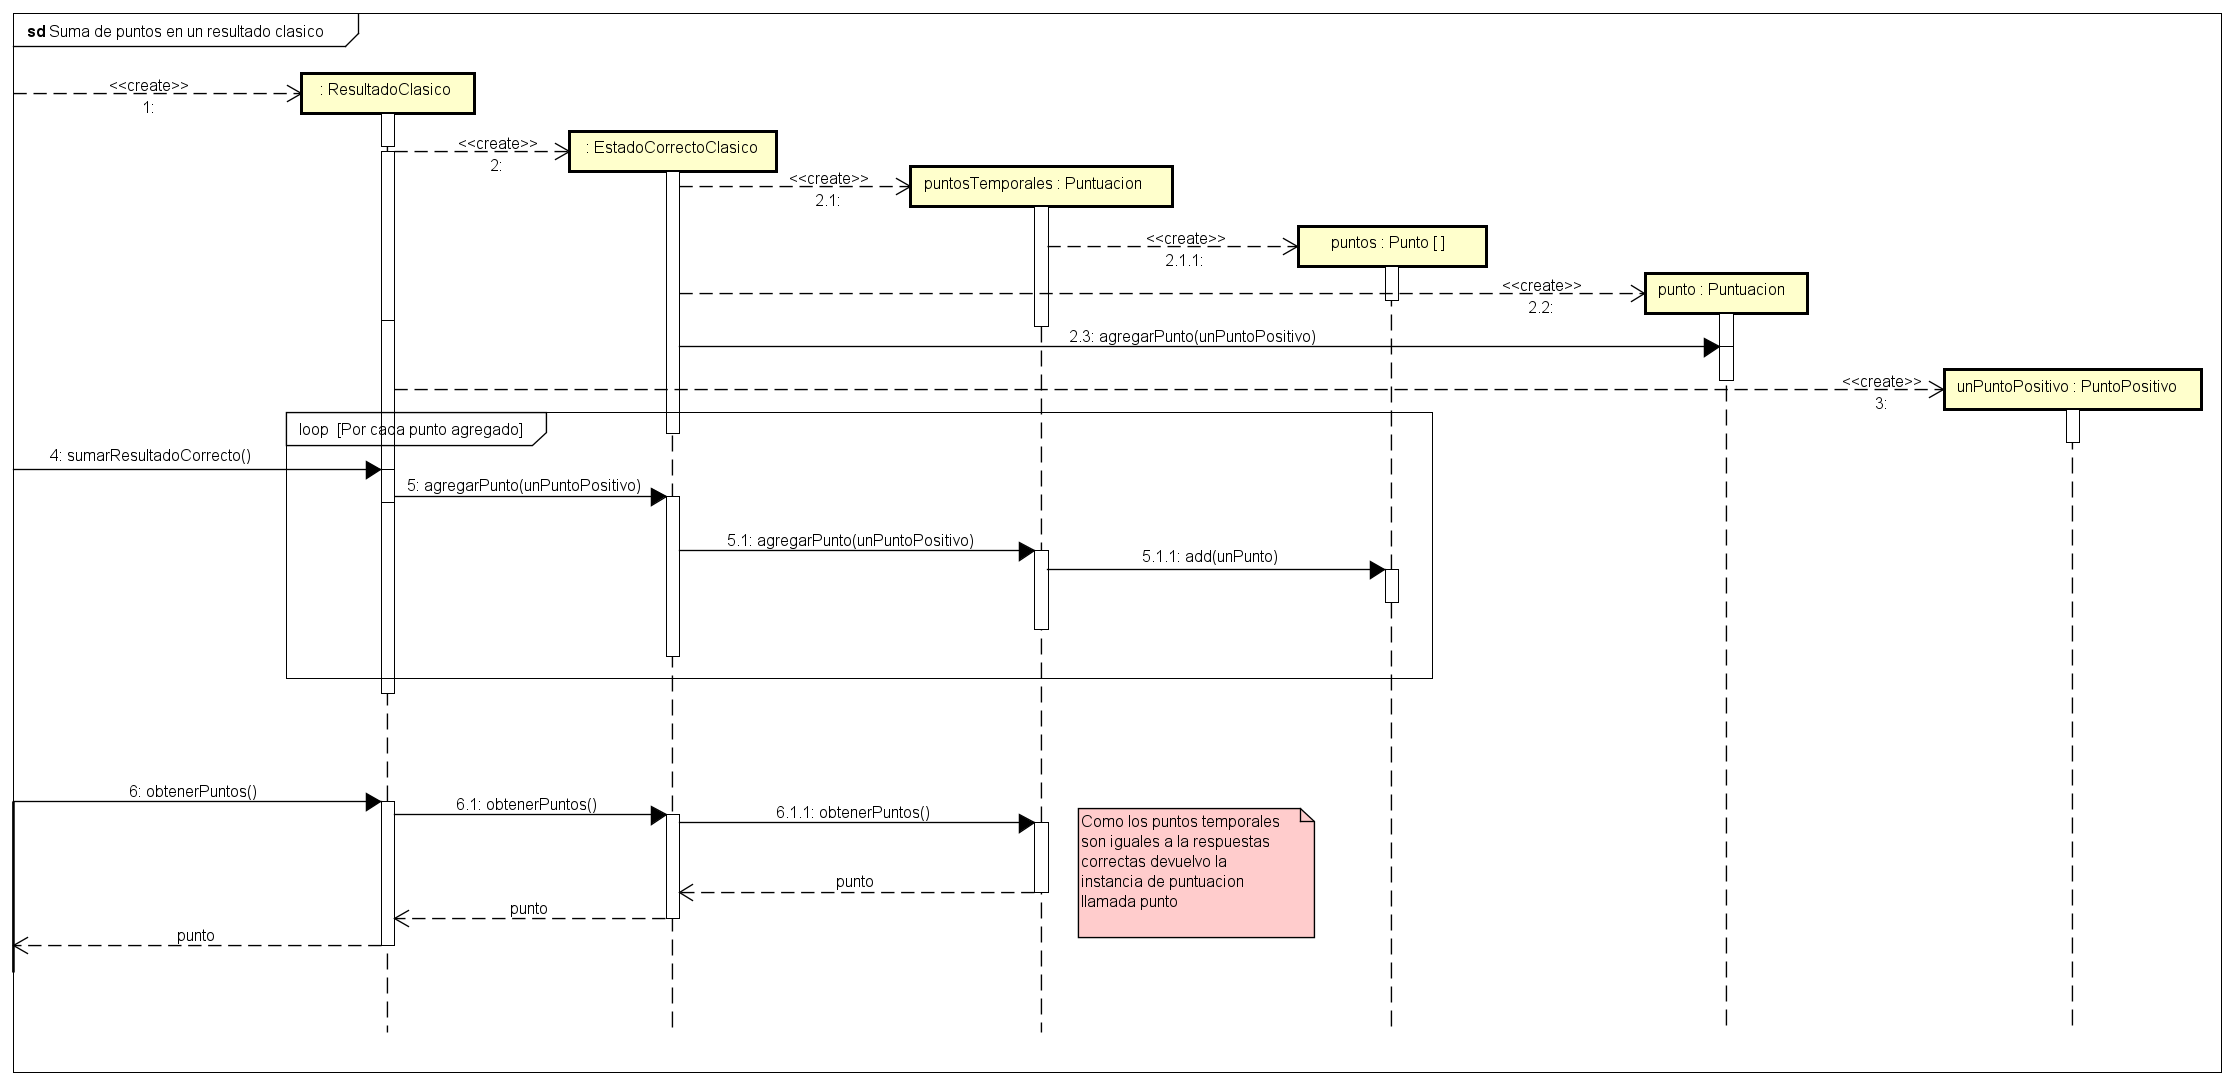 sd Suma de puntos en un resultado clasico
<<create>>
1:
: ResultadoClasico
<<create>>
2:
: EstadoCorrectoClasico
<<create>>
2.1:
puntosTemporales : Puntuacion
<<create>>
2.1.1:
puntos : Punto [ ]
<<create>>
2.2:
punto : Puntuacion
2.3: agregarPunto(unPuntoPositivo)
<<create>>
3:
unPuntoPositivo : PuntoPositivo
loop [Por cada punto agregado]
4: sumarResultadoCorrecto()
5: agregarPunto(unPuntoPositivo)
5.1: agregarPunto(unPuntoPositivo)
5.1.1: add(unPunto)
6: obtenerPuntos()
6.1: obtenerPuntos()
6.1.1: obtenerPuntos()
Como los puntos temporales
son iguales a la respuestas
correctas devuelvo la
instancia de puntuacion
llamada punto
punto
punto
punto